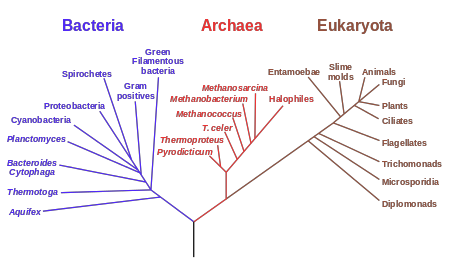 Bacteria
Archaea
Eukaryota
Green
Filamentous
bacteria
Spirochetes
Gram
positives
Proteobacteria
Cyanobacteria
Planctomyces
Bacteroides
Cytophaga
Thermotoga
Aquifex
Methanosarcina
Methanobacterium
Halophiles
Methanococcus
T. celer
Thermoproteus
Pyrodicticum
Entamoebae
Slime
molds
Animals
Fungi
Plants
Ciliates
Flagellates
Trichomonads
Microsporidia
Diplomonads